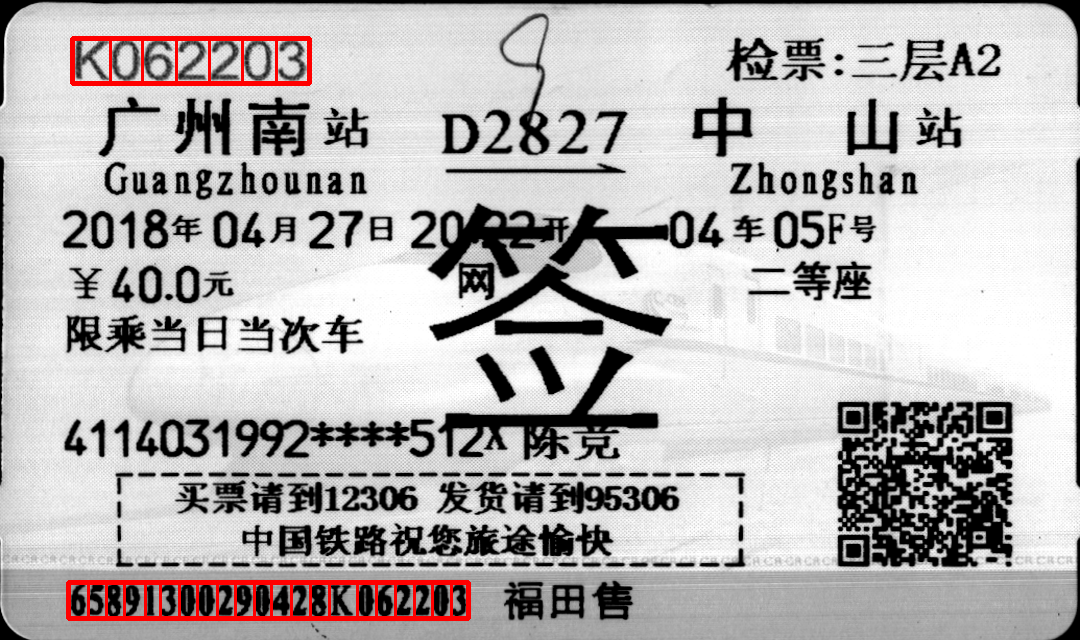 K062203 检票:三层A2
广州南站 D2827 中山站
Guangzhounan Zhongshan
2018年04月27日 20:22开 04车05F号
¥40.0元 网 二等座
限乘当日当次车
签
4114031992****512X 陈竞
买票请到12306 发货请到95306
中国铁路祝您旅途愉快
65891300290428K062203 福田售